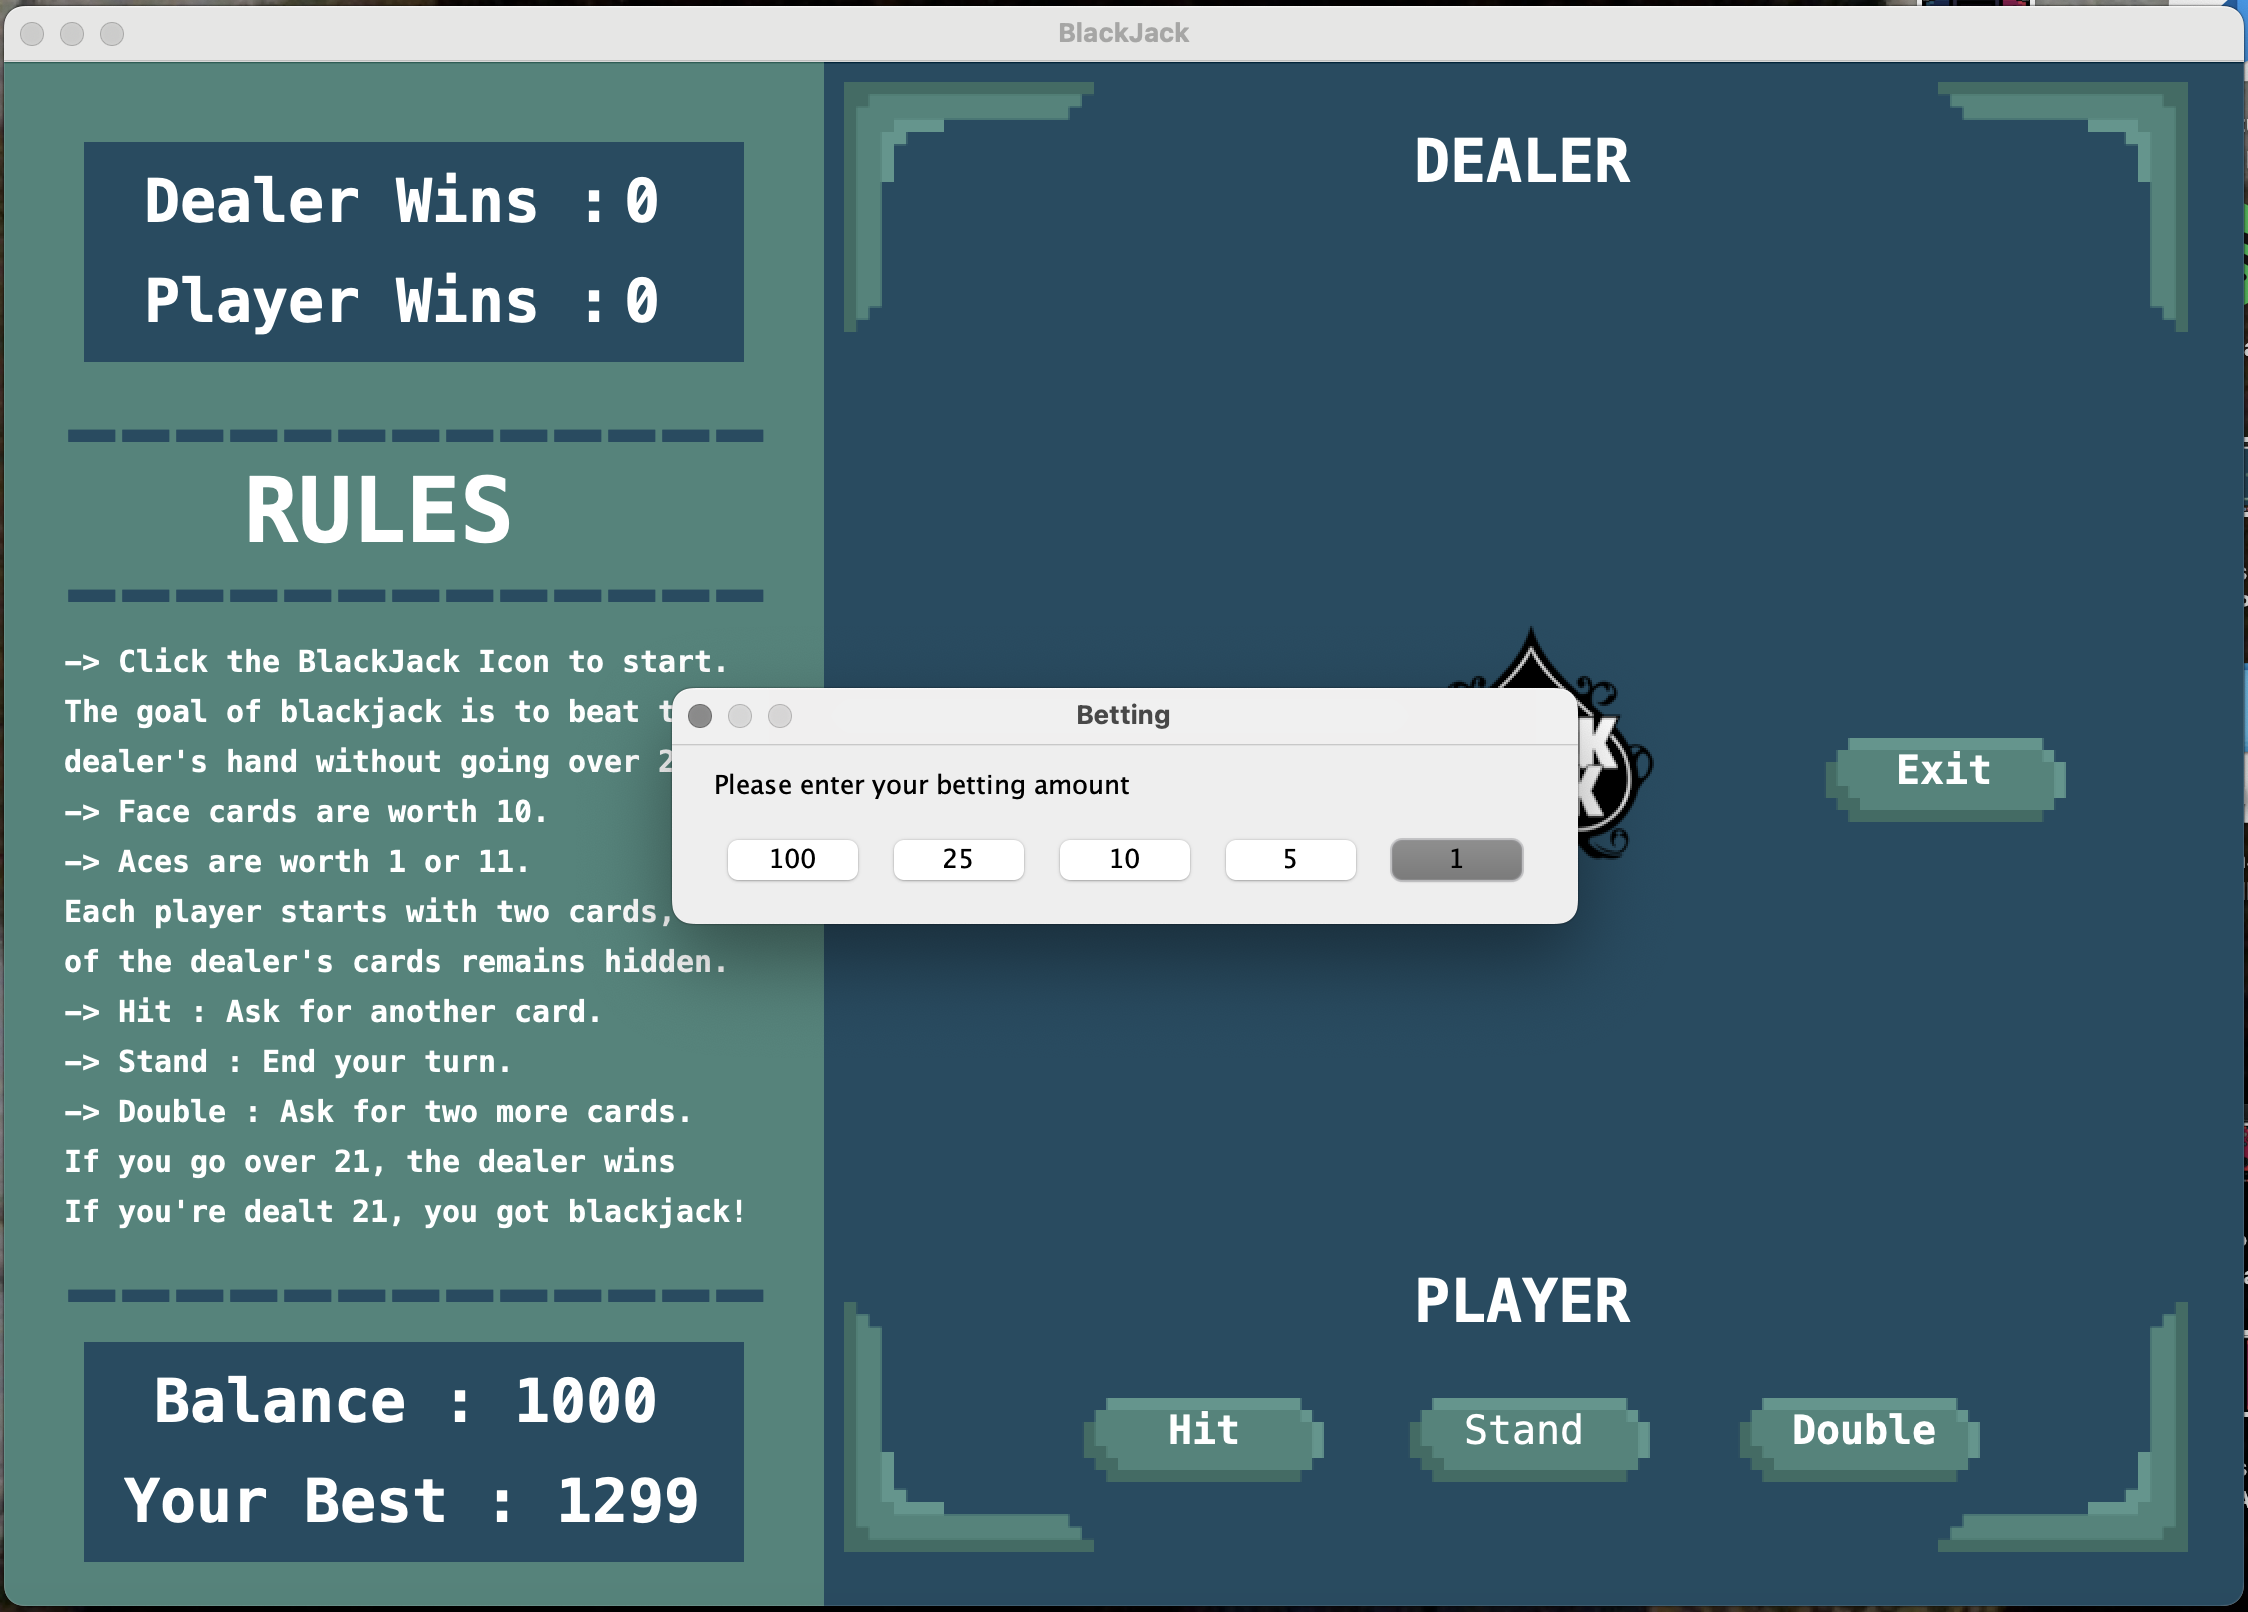 BlackJack
Dealer Wins : 0
Player Wins : 0
RULES
-> Click the BlackJack Icon to start.
The goal of blackjack is to beat
dealer's hand without going over
-> Face cards are worth 10.
-> Aces are worth 1 or 11.
Each player starts with two cards,
of the dealer's cards remains hidden.
-> Hit : Ask for another card.
-> Stand : End your turn.
-> Double : Ask for two more cards.
If you go over 21, the dealer wins
If you're dealt 21, you got blackjack!
Balance : 1000
Your Best : 1299
DEALER
Betting
Please enter your betting amount
100 25 10 5 1
Exit
PLAYER
Hit Stand Double